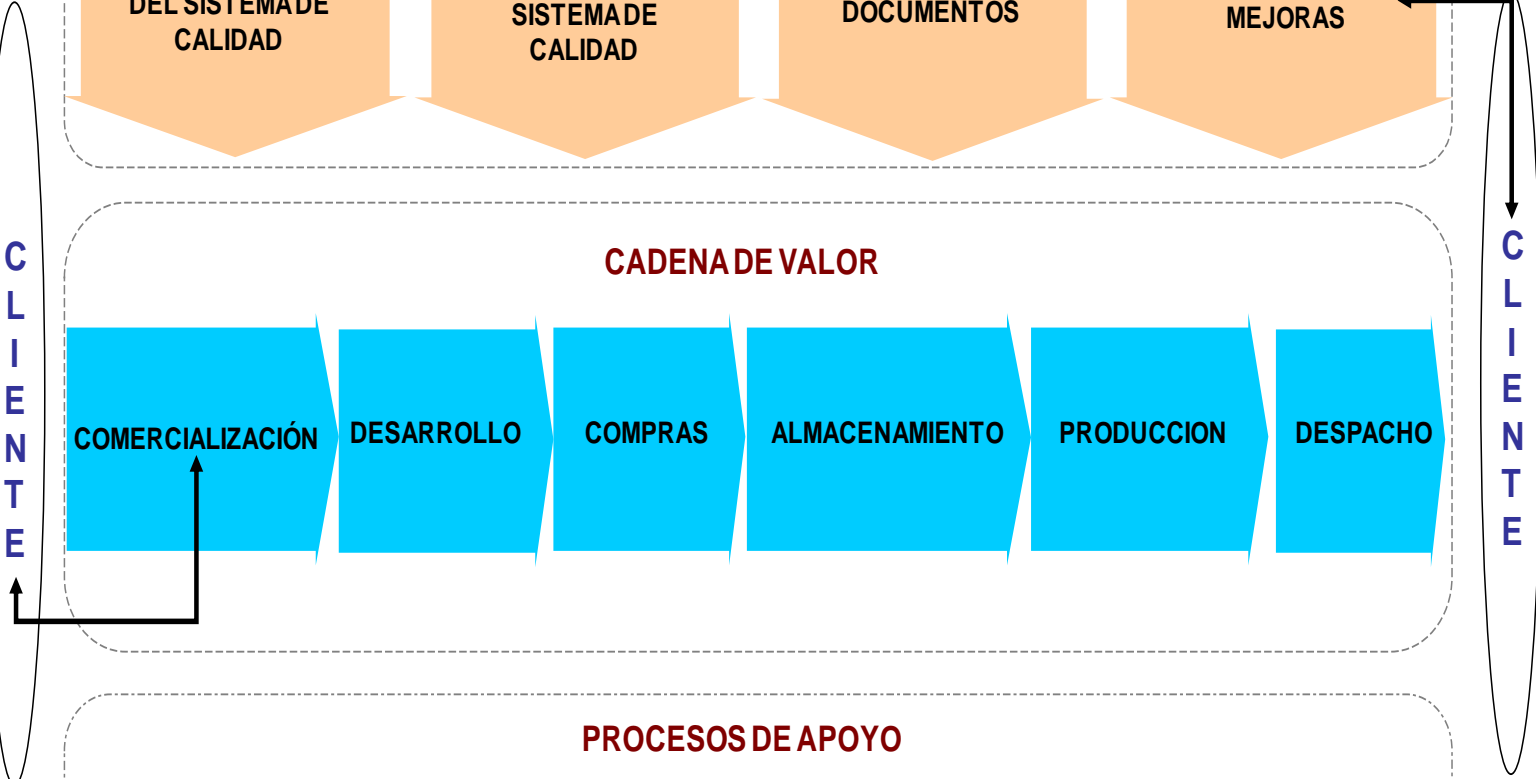 DEL SISTEMA DE
CALIDAD
SISTEMA DE
CALIDAD
DOCUMENTOS
MEJORAS
CADENA DE VALOR
C
L
I
E
N
T
E
COMERCIALIZACIÓN
DESARROLLO
COMPRAS
ALMACENAMIENTO
PRODUCCION
DESPACHO
C
L
I
E
N
T
E
PROCESOS DE APOYO